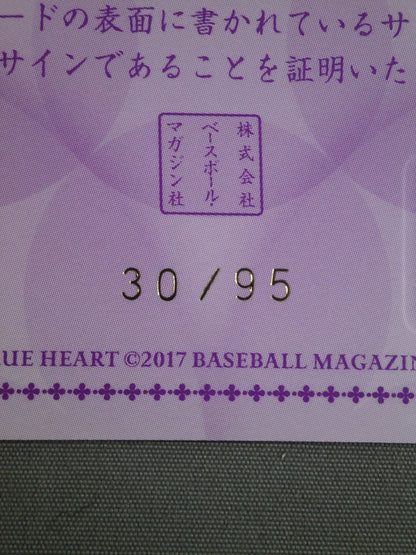 ードの表面に書かれているサ
サインであることを証明いた
株式会社
ベースボール・
マガジン社
30/95
RUE HEART ©2017 BASEBALL MAGAZIN